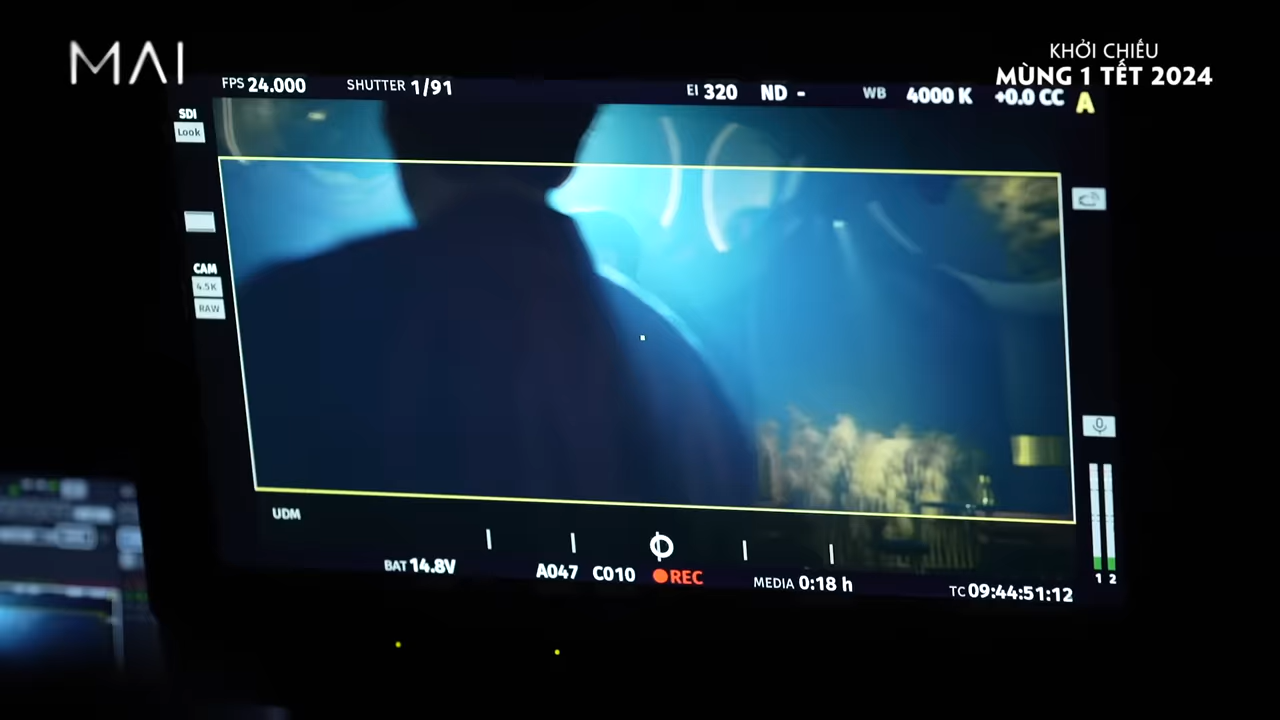 MAI
KHỞI CHIẾU
MÙNG 1 TẾT 2024
FPS 24.000 SHUTTER 1/91 EI 320 ND - WB 4000 K +0.0 CC A
SDI
Look
CAM
4.5K
RAW
UDM
BAT 14.8V A047 C010 REC MEDIA 0:18 h TC 09:44:51:12
1 2